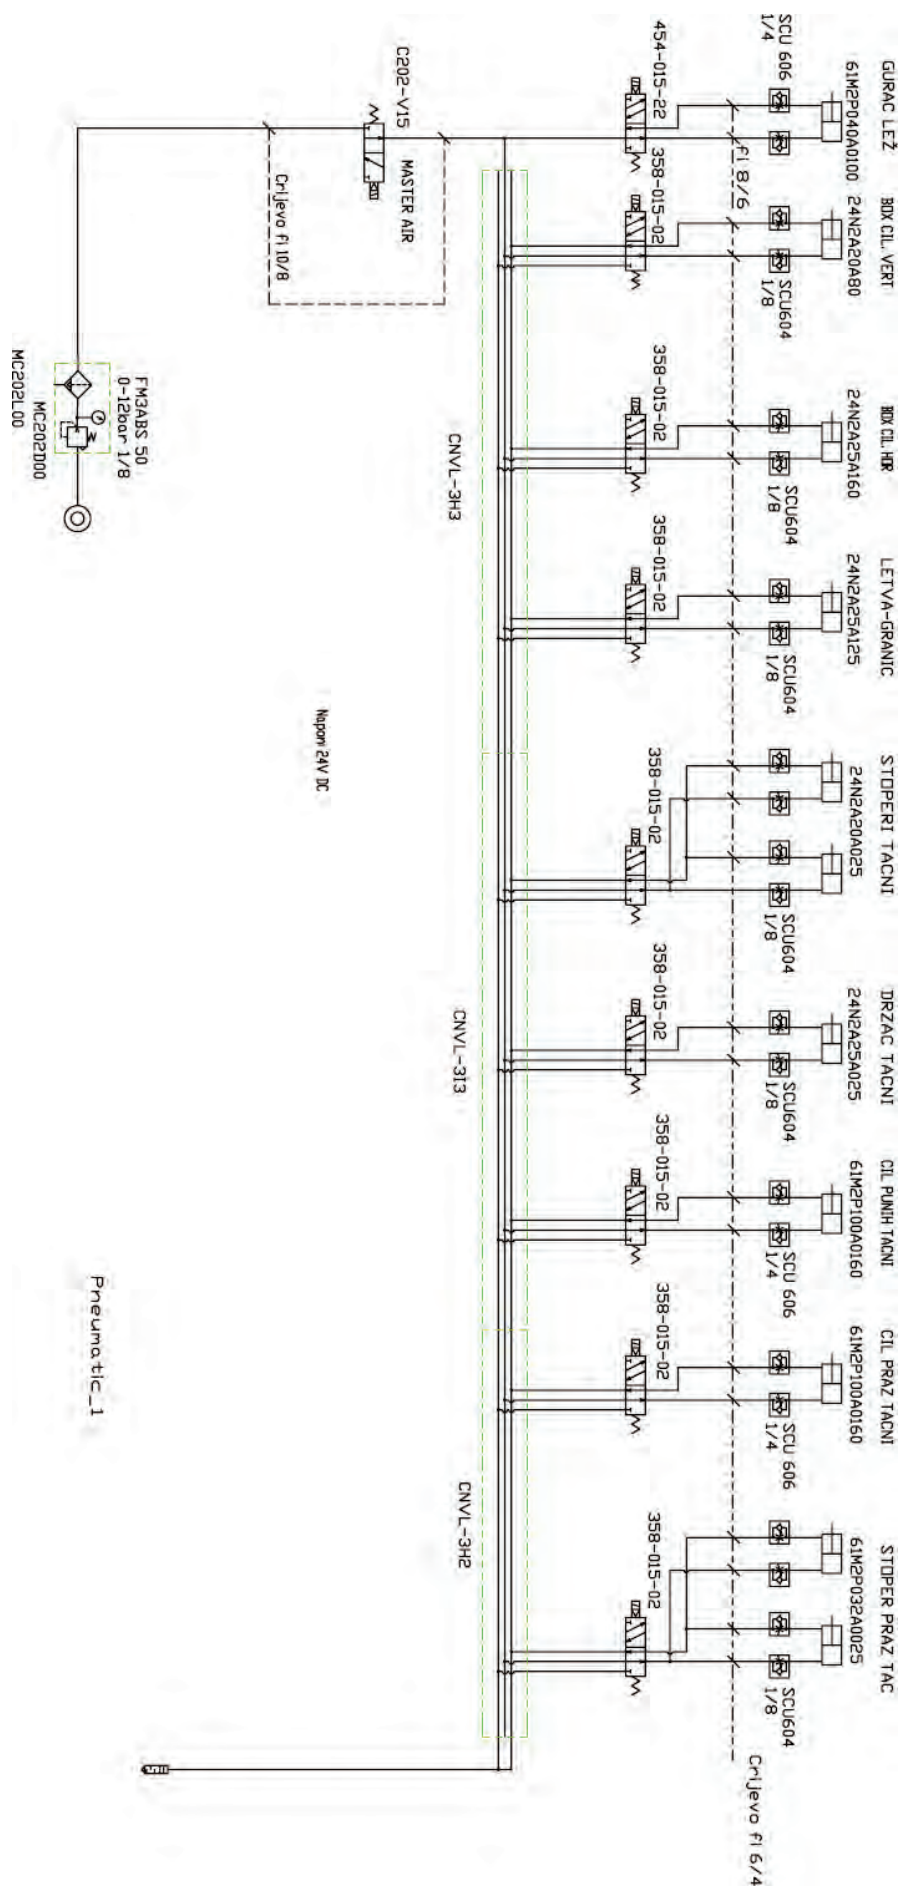 GURAC LEŽ
61M2P040A0100
SCU 606
1/4
454-015-22
BOX CIL. VERT
24N2A20A80
SCU604
1/8
fi 8/6
358-015-02
BOX CIL. HOR
24N2A25A160
SCU604
1/8
358-015-02
LETVA-GRANIC
24N2A25A125
SCU604
1/8
358-015-02
STOPERI TACNI
24N2A20A025
SCU604
1/8
358-015-02
DRZAC TACNI
24N2A25A025
SCU604
1/8
358-015-02
CIL PUNIH TACNI
61M2P100A0160
SCU 606
1/4
358-015-02
CIL PRAZ TACNI
61M2P100A0160
SCU 606
1/4
358-015-02
STOPER PRAZ TAC
61M2P032A0025
SCU604
1/8
358-015-02
Crijevo fi 6/4
C202-V15
MASTER AIR
Crijevo fi10/8
CNVL-3H3
CNVL-3I3
CNVL-3H2
FM3ABS 50
0-12bar 1/8
MC202D00
MC202L00
Naponi 24V DC
Pneumatic_1